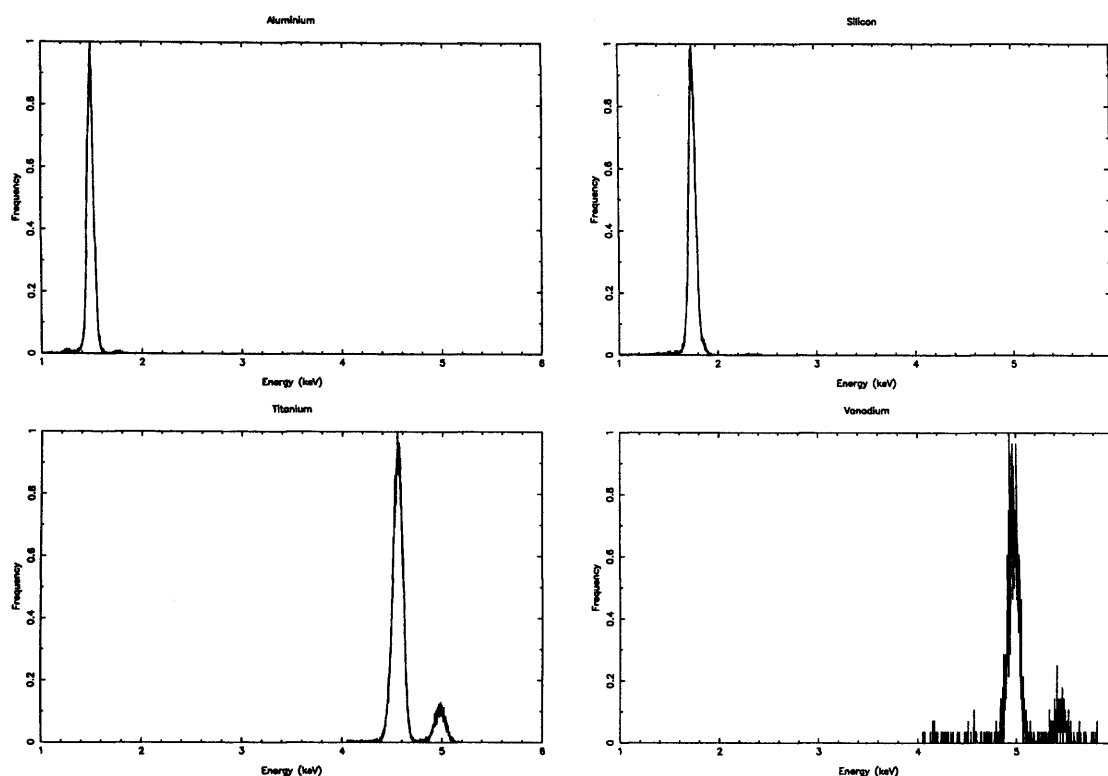 Aluminium
Frequency
0
0.2
0.4
0.6
0.8
1
1 2 3 4 5 6
Energy (keV)
Silicon
Frequency
0
0.2
0.4
0.6
0.8
1
1 2 3 4 5
Energy (keV)
Titanium
Frequency
0
0.2
0.4
0.6
0.8
1
1 2 3 4 5 6
Energy (keV)
Vanadium
Frequency
0
0.2
0.4
0.6
0.8
1
1 2 3 4 5
Energy (keV)